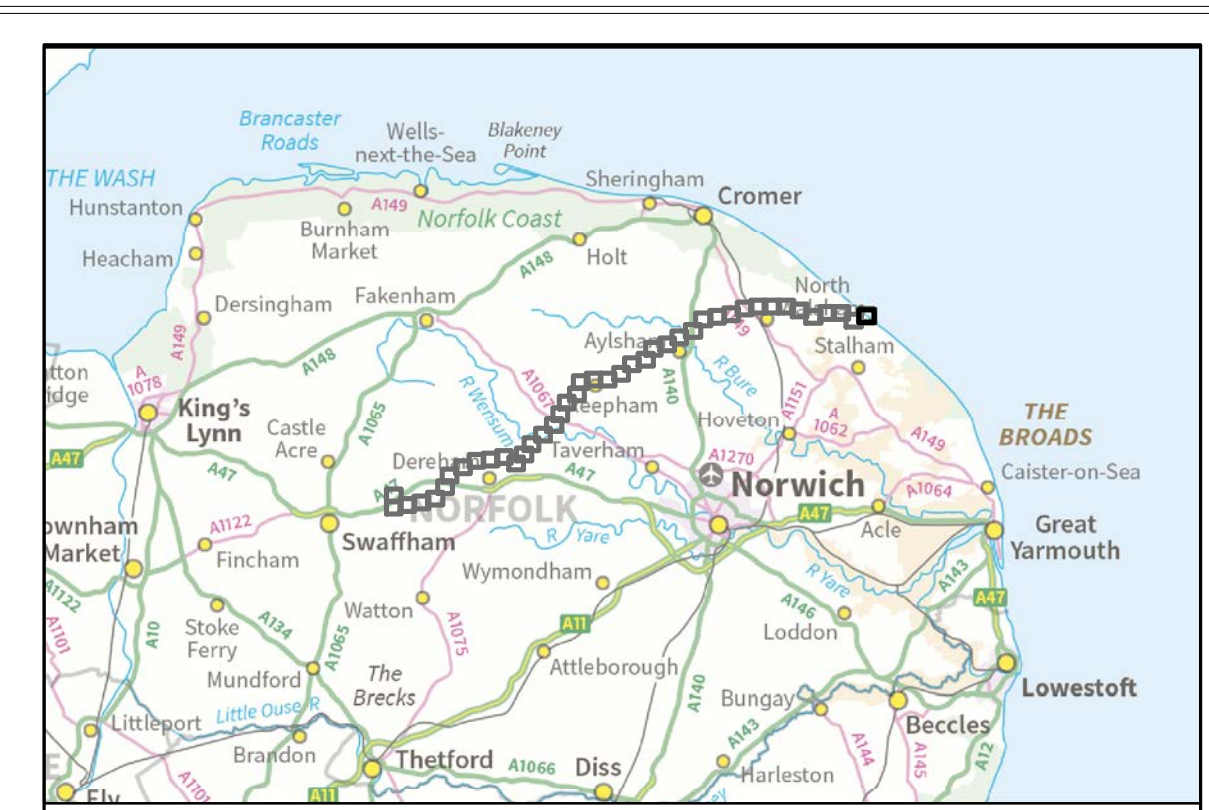 Brancaster
Roads
Wells-
next-the-Sea
Blakeney
Point
THE WASH
Sheringham
Cromer
Hunstanton
A149
Norfolk Coast
Burnham
Market
Heacham
Holt
A148
Dersingham
Fakenham
North
A149
A148
Aylsham
Stalham
A
1078
A1067
R Bure
R Wensum
A140
A1151
King's
Lynn
A1065
Reepham
Hoveton
A
1062
THE
BROADS
Castle
Acre
A149
A47
A47
Dereham
Taverham
A1270
Caister-on-Sea
A47
A47
Norwich
A1064
NORFOLK
A47
Acle
Great
Yarmouth
Market
A1122
Swaffham
R Yare
Fincham
Wymondham
R Yare
A143
A1122
A47
Watton
A146
A1101
A10
Stoke
Ferry
A134
A1065
A1075
A11
Loddon
Attleborough
Mundford
The
Brecks
A140
Bungay
Lowestoft
Little Ouse R
Littleport
Beccles
Brandon
A143
A144
A145
A12
Thetford
A1066
Diss
Harleston
A1101
A11
Ely